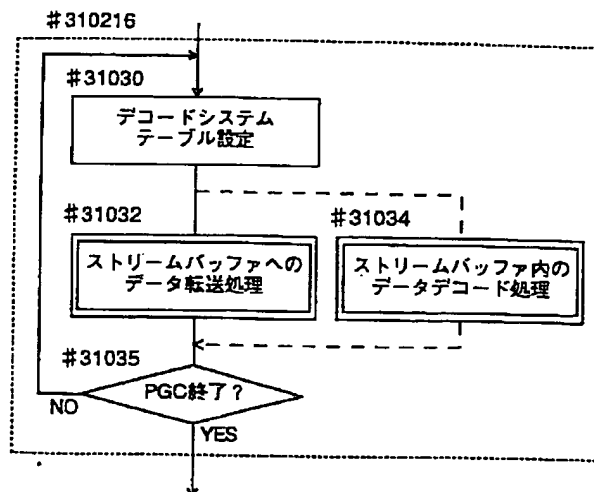 #310216
#31030
デコードシステム
テーブル設定
#31032
ストリームバッファへの
データ転送処理
#31034
ストリームバッファ内の
データデコード処理
#31035
PGC終了?
NO
YES